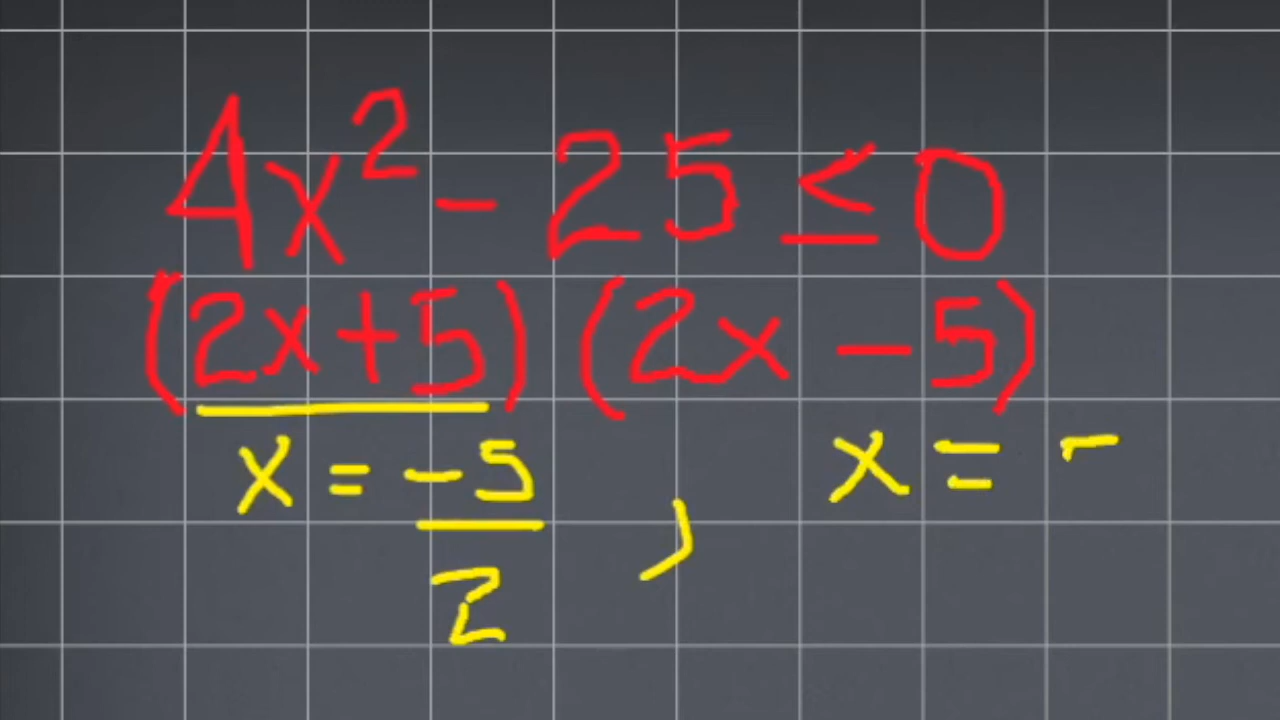 4x² - 25 ≤ 0
(2x+5) (2x - 5)
x = -5/2 , x =